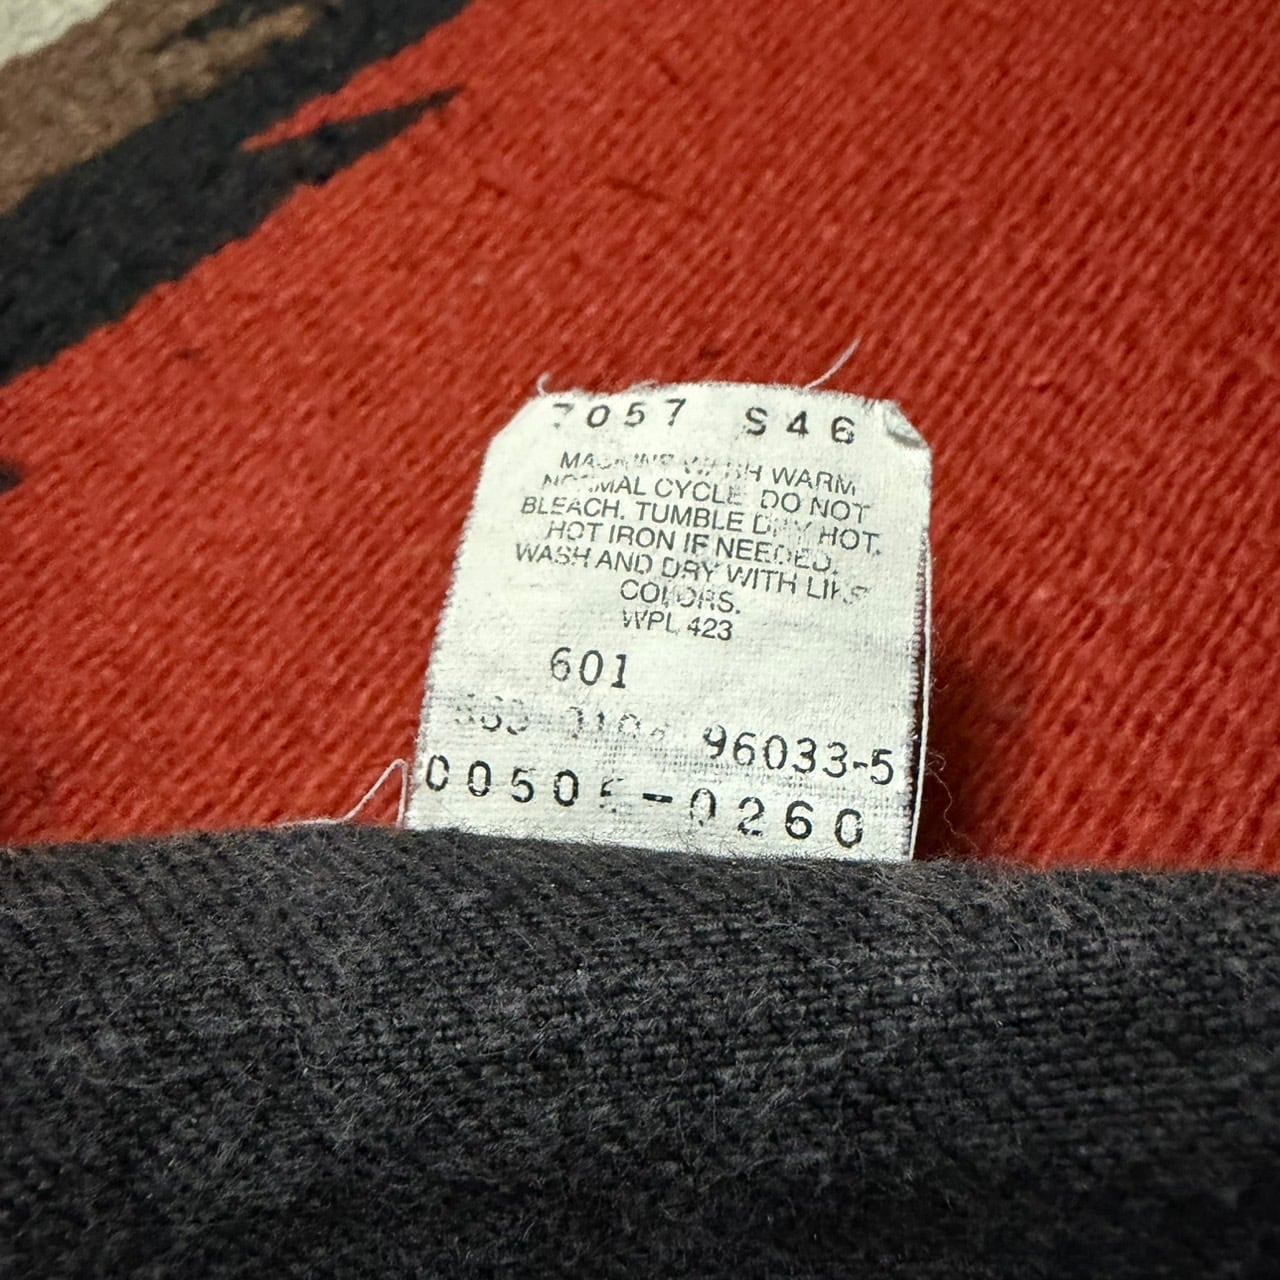 7057 S46
MACHINE WASH WARM
NORMAL CYCLE. DO NOT
BLEACH. TUMBLE DRY HOT.
HOT IRON IF NEEDED.
WASH AND DRY WITH LIKE
COLORS.
WPL 423
601
96033-5
00505-0260